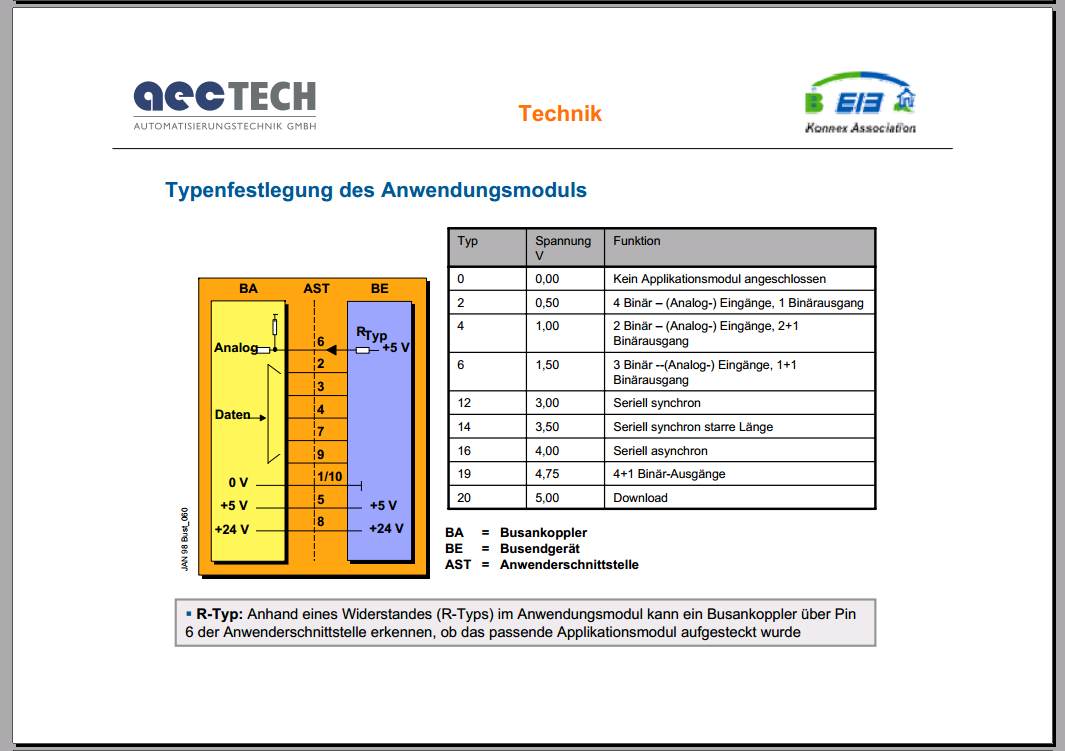 aecTECH
AUTOMATISIERUNGSTECHNIK GMBH
Technik
B EIB
Konnex Association
Typenfestlegung des Anwendungsmoduls
BA AST BE
Analog 6 RTyp +5 V
2
3
Daten 4
7
9
0 V 1/10
+5 V 5 +5 V
+24 V 8 +24 V
JAN 98 Bust_060
Typ Spannung Funktion
V
0 0,00 Kein Applikationsmodul angeschlossen
2 0,50 4 Binär – (Analog-) Eingänge, 1 Binärausgang
4 1,00 2 Binär – (Analog-) Eingänge, 2+1
Binärausgang
6 1,50 3 Binär --(Analog-) Eingänge, 1+1
Binärausgang
12 3,00 Seriell synchron
14 3,50 Seriell synchron starre Länge
16 4,00 Seriell asynchron
19 4,75 4+1 Binär-Ausgänge
20 5,00 Download
BA = Busankoppler
BE = Busendgerät
AST = Anwenderschnittstelle
▪ R-Typ: Anhand eines Widerstandes (R-Typs) im Anwendungsmodul kann ein Busankoppler über Pin
6 der Anwenderschnittstelle erkennen, ob das passende Applikationsmodul aufgesteckt wurde